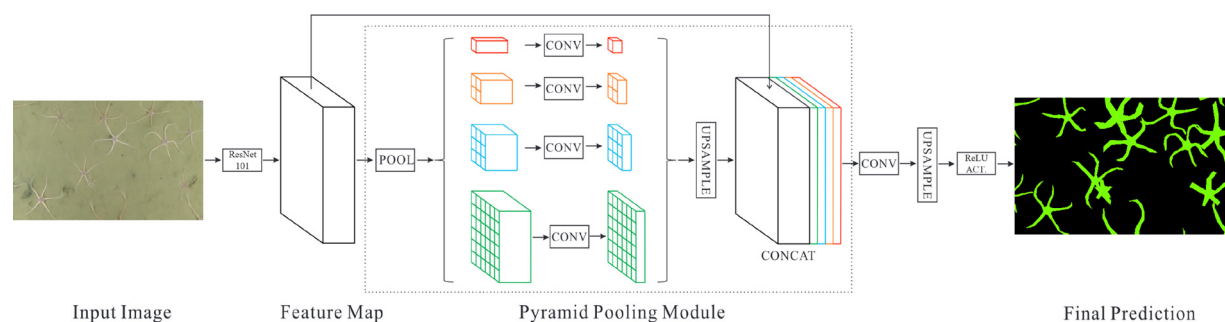 ResNet
101
POOL
CONV
CONV
CONV
CONV
UPSAMPLE
CONCAT
CONV
UPSAMPLE
ReLU
ACT.
Input Image
Feature Map
Pyramid Pooling Module
Final Prediction